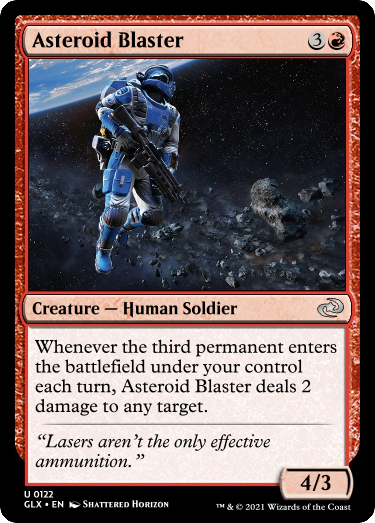 Asteroid Blaster 3
Creature — Human Soldier
Whenever the third permanent enters
the battlefield under your control
each turn, Asteroid Blaster deals 2
damage to any target.
“Lasers aren’t the only effective
ammunition.”
4/3
U 0122
GLX • EN Shattered Horizon ™ & © 2021 Wizards of the Coast